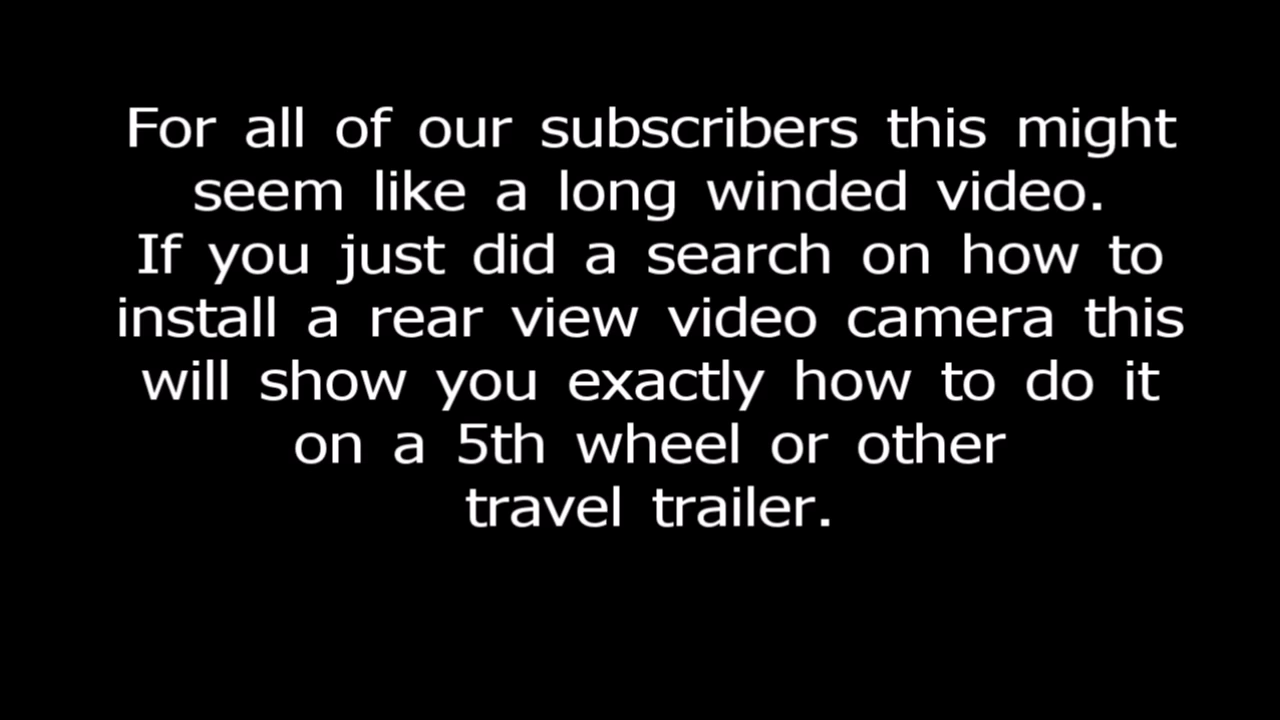 For all of our subscribers this might
seem like a long winded video.
If you just did a search on how to
install a rear view video camera this
will show you exactly how to do it
on a 5th wheel or other
travel trailer.